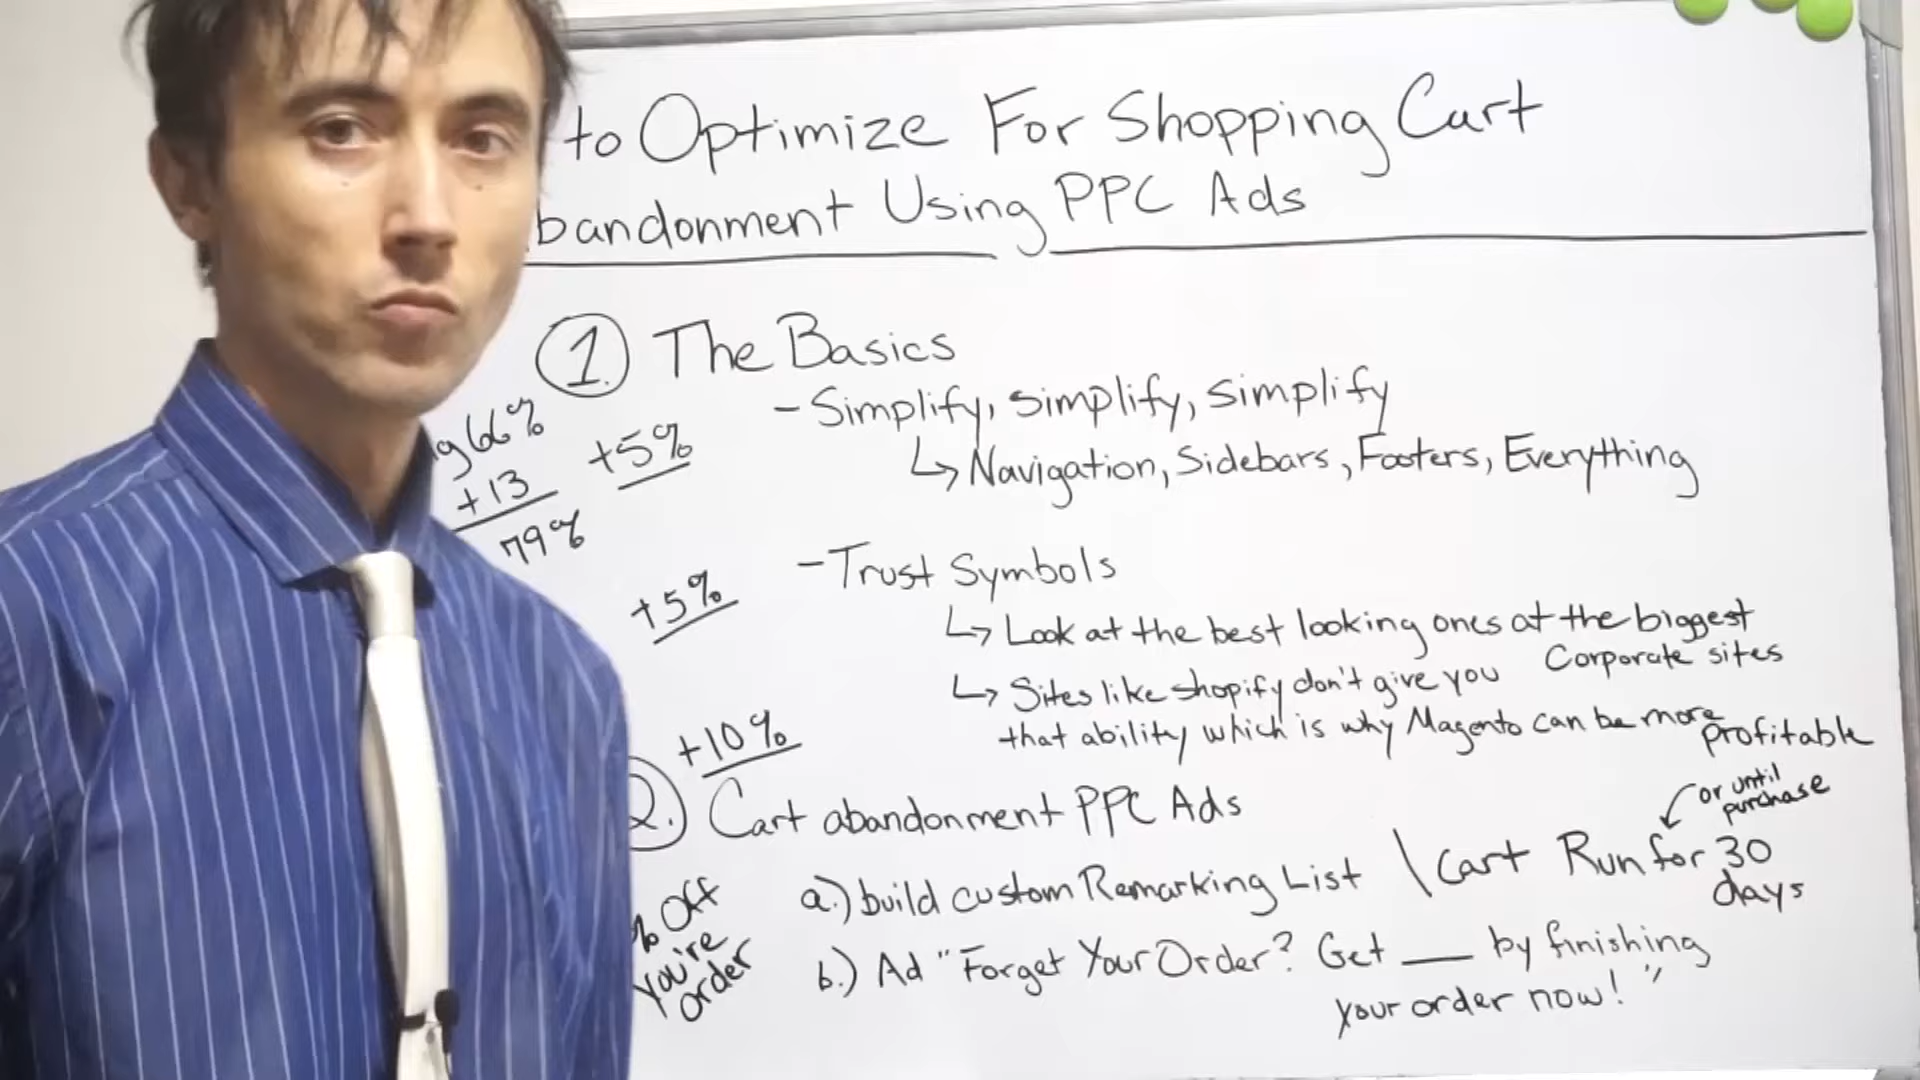 to Optimize For Shopping Cart
bandonment Using PPC Ads
1. The Basics
- Simplify, simplify, simplify
↳ Navigation, Sidebars, Footers, Everything
g 66%
+ 13
79%
+5%
- Trust Symbols
+5%
↳ Look at the best looking ones at the biggest
Corporate sites
↳ Sites like shopify don't give you
that ability which is why Magento can be more
profitable
+10%
2. Cart abandonment PPC Ads
or until
purchase
a.) build custom Remarking List \ Cart Run for 30
days
% Off
you're
order
b.) Ad "Forget Your Order? Get ___ by finishing
your order now!"